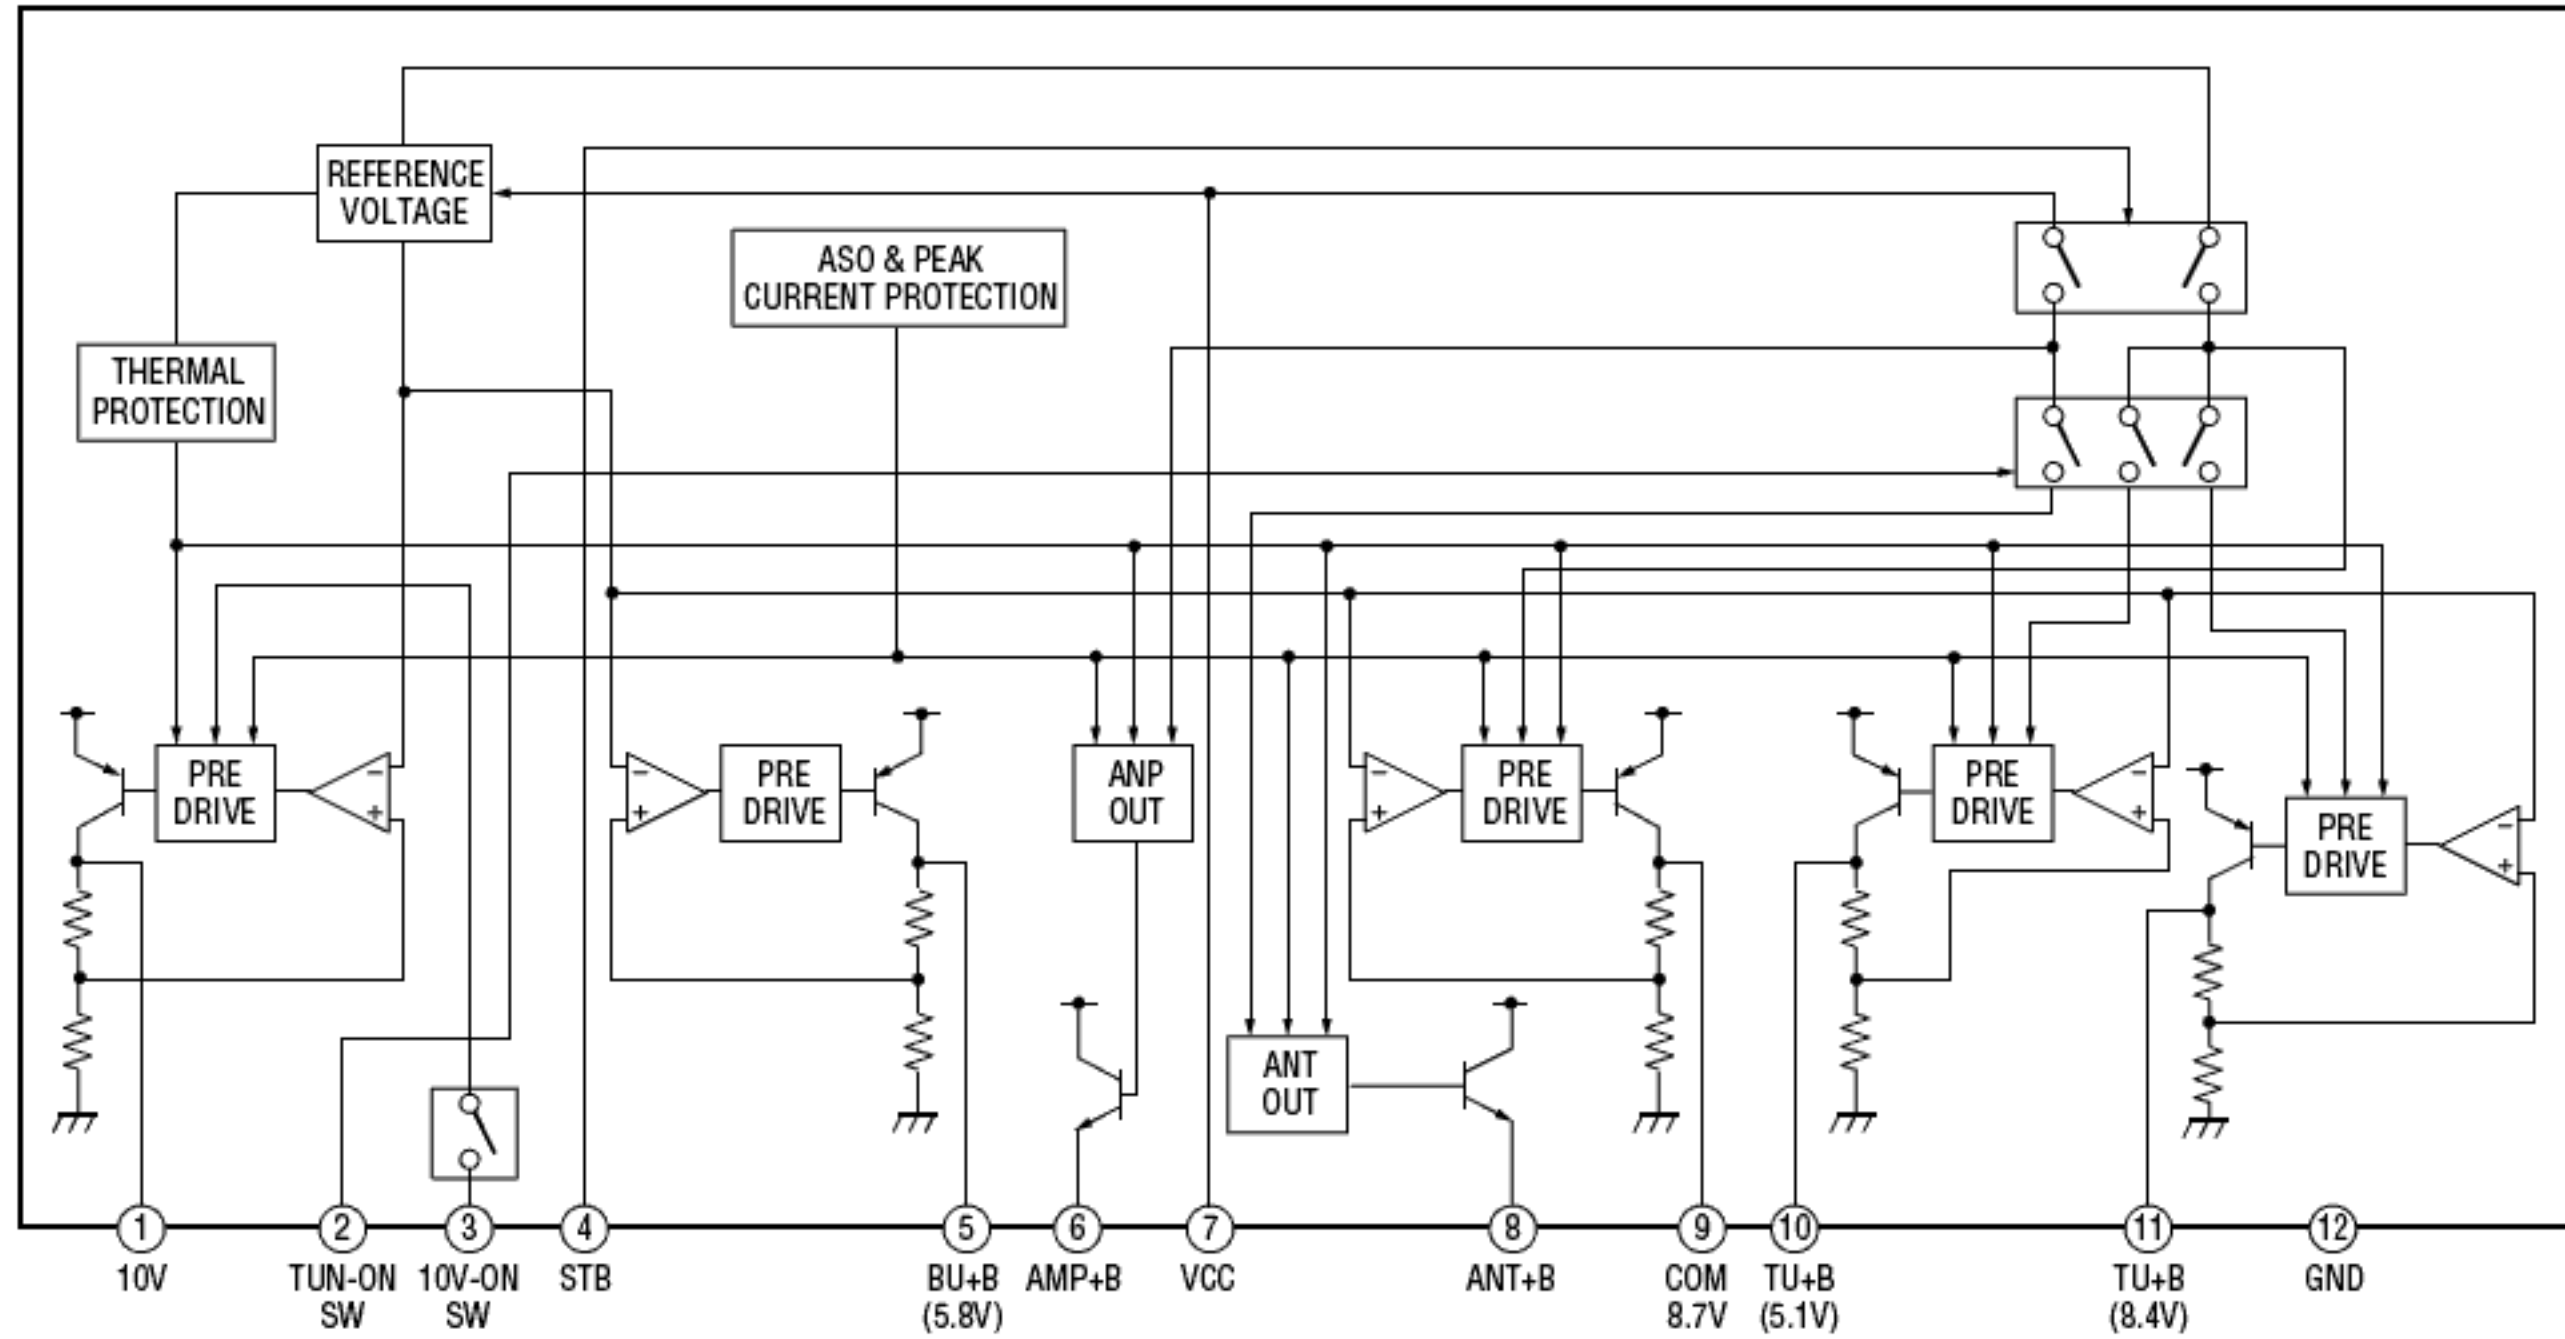 REFERENCE
VOLTAGE
ASO & PEAK
CURRENT PROTECTION
THERMAL
PROTECTION
PRE
DRIVE
−
+
−
+
PRE
DRIVE
ANP
OUT
−
+
PRE
DRIVE
PRE
DRIVE
−
+
PRE
DRIVE
−
+
ANT
OUT
1
2
3
4
5
6
7
8
9
10
11
12
10V
TUN-ON
SW
10V-ON
SW
STB
BU+B
(5.8V)
AMP+B
VCC
ANT+B
COM
8.7V
TU+B
(5.1V)
TU+B
(8.4V)
GND